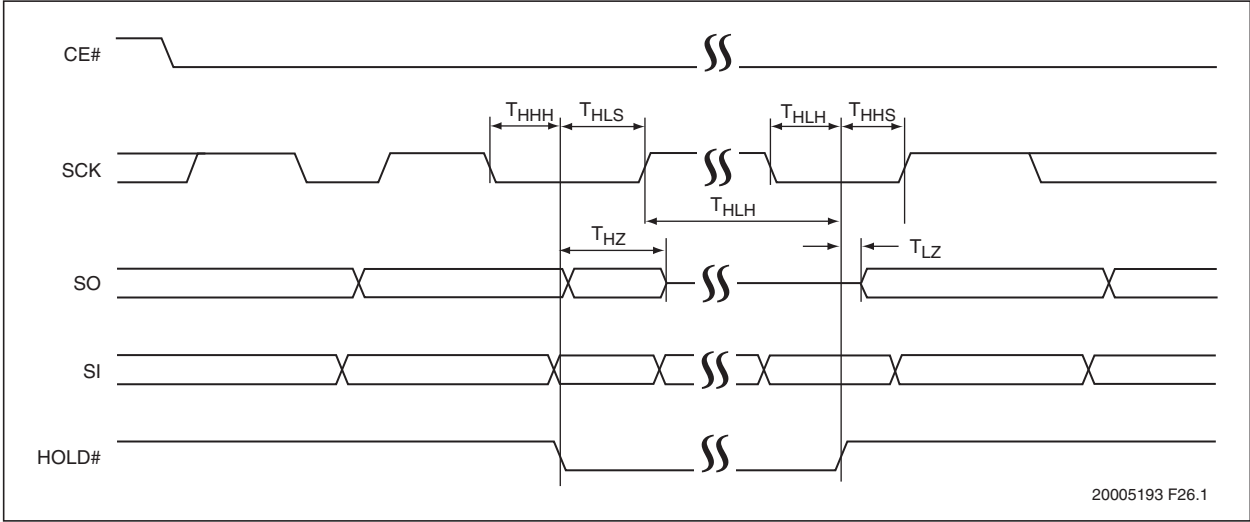 CE#
THHH THLS THLH THHS
SCK
THLH
THZ TLZ
SO
SI
HOLD#
20005193 F26.1